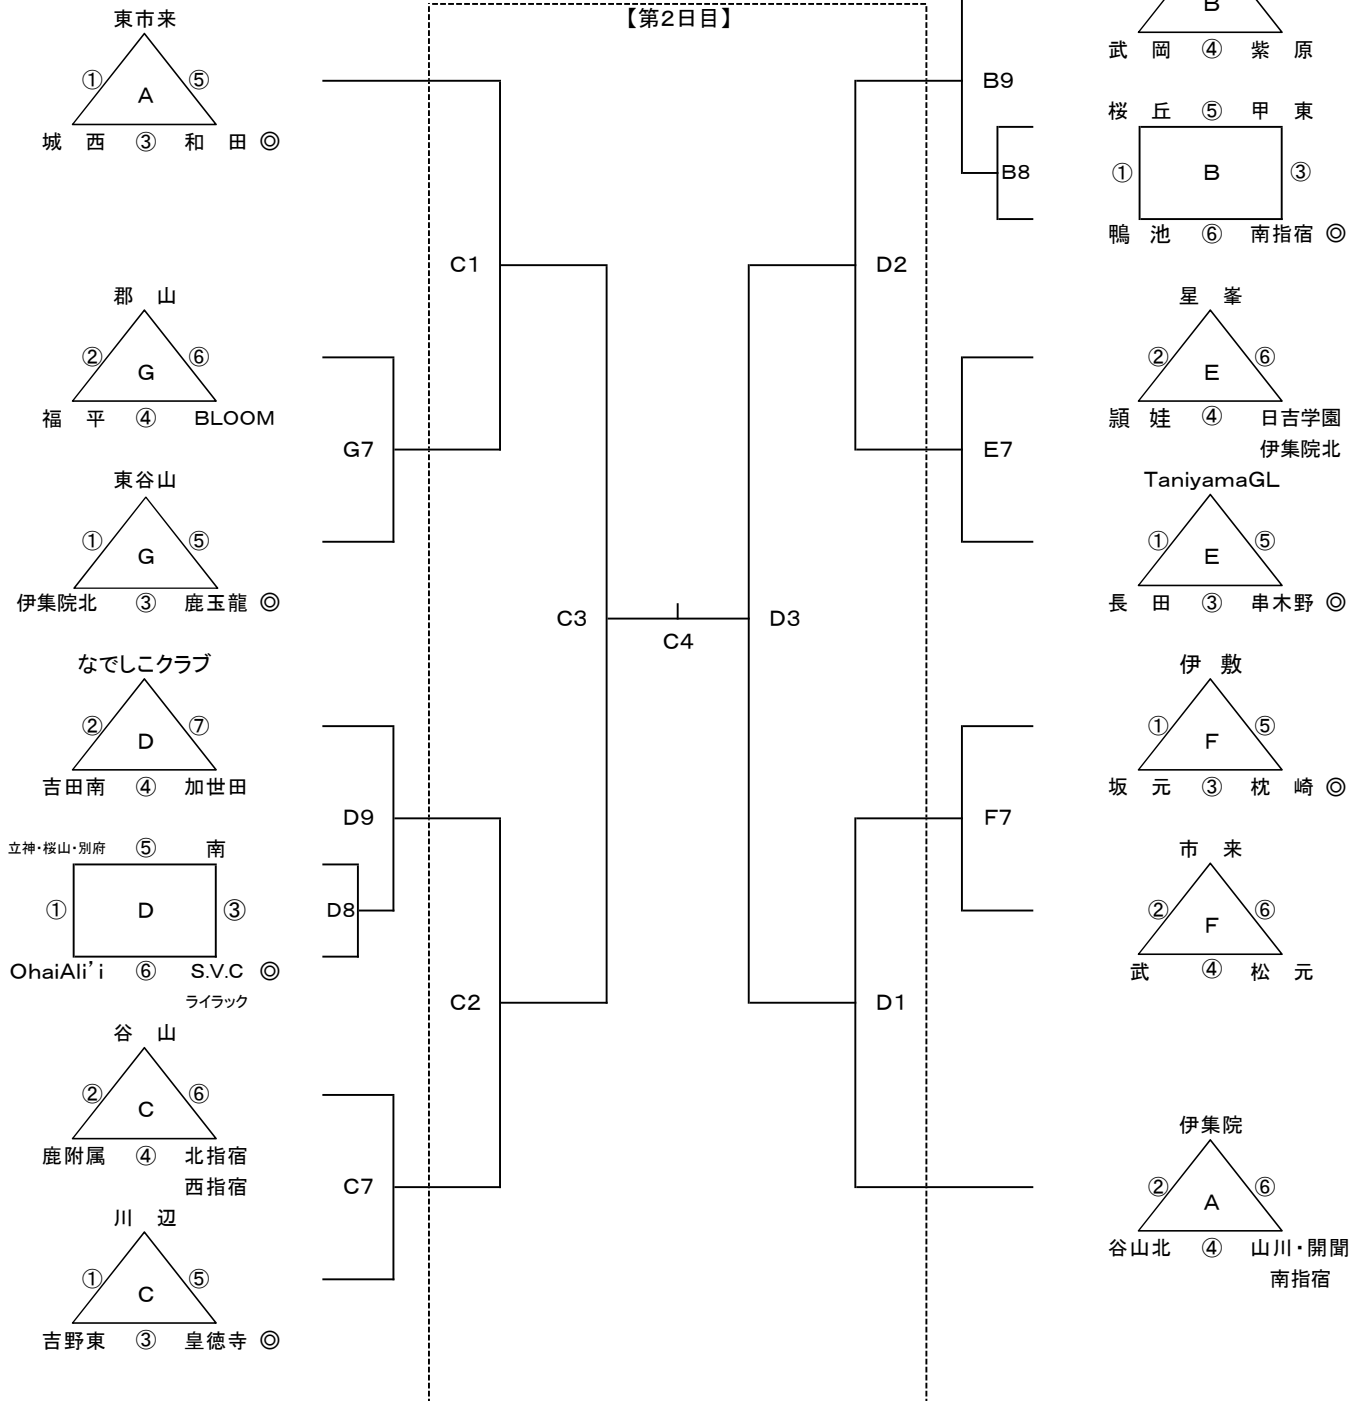 【第2日目】
東市来
① ⑤
A
城 西 ③ 和 田 ◎
郡 山
② ⑥
G
福 平 ④ BLOOM
東谷山
① ⑤
G
伊集院北 ③ 鹿玉龍 ◎
なでしこクラブ
② ⑦
D
吉田南 ④ 加世田
立神・桜山・別府 ⑤ 南
① D ③
OhaiAli'i ⑥ S.V.C ◎
ライラック
谷 山
② ⑥
C
鹿附属 ④ 北指宿
西指宿
川 辺
① ⑤
C
吉野東 ③ 皇徳寺 ◎
C1
G7
C3
D9
D8
C2
C7
C4
B9
B8
D2
E7
D3
F7
D1
B
武 岡 ④ 紫 原
桜 丘 ⑤ 甲 東
① B ③
鴨 池 ⑥ 南指宿 ◎
星 峯
② ⑥
E
頴 娃 ④ 日吉学園
伊集院北
TaniyamaGL
① ⑤
E
長 田 ③ 串木野 ◎
伊 敷
① ⑤
F
坂 元 ③ 枕 崎 ◎
市 来
② ⑥
F
武 ④ 松 元
伊集院
② ⑥
A
谷山北 ④ 山川・開聞
南指宿